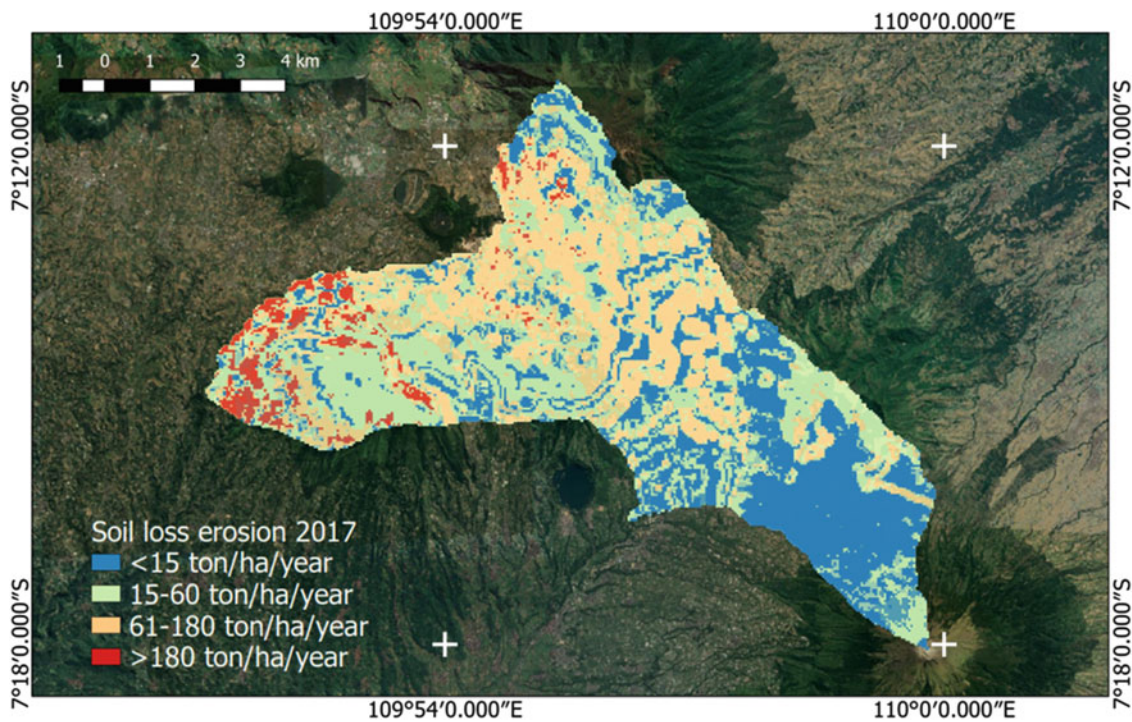 109°54′0.000″E 110°0′0.000″E
1 0 1 2 3 4 km
7°12′0.000″S 7°12′0.000″S
Soil loss erosion 2017
<15 ton/ha/year
15-60 ton/ha/year
61-180 ton/ha/year
>180 ton/ha/year
7°18′0.000″S 7°18′0.000″S
109°54′0.000″E 110°0′0.000″E